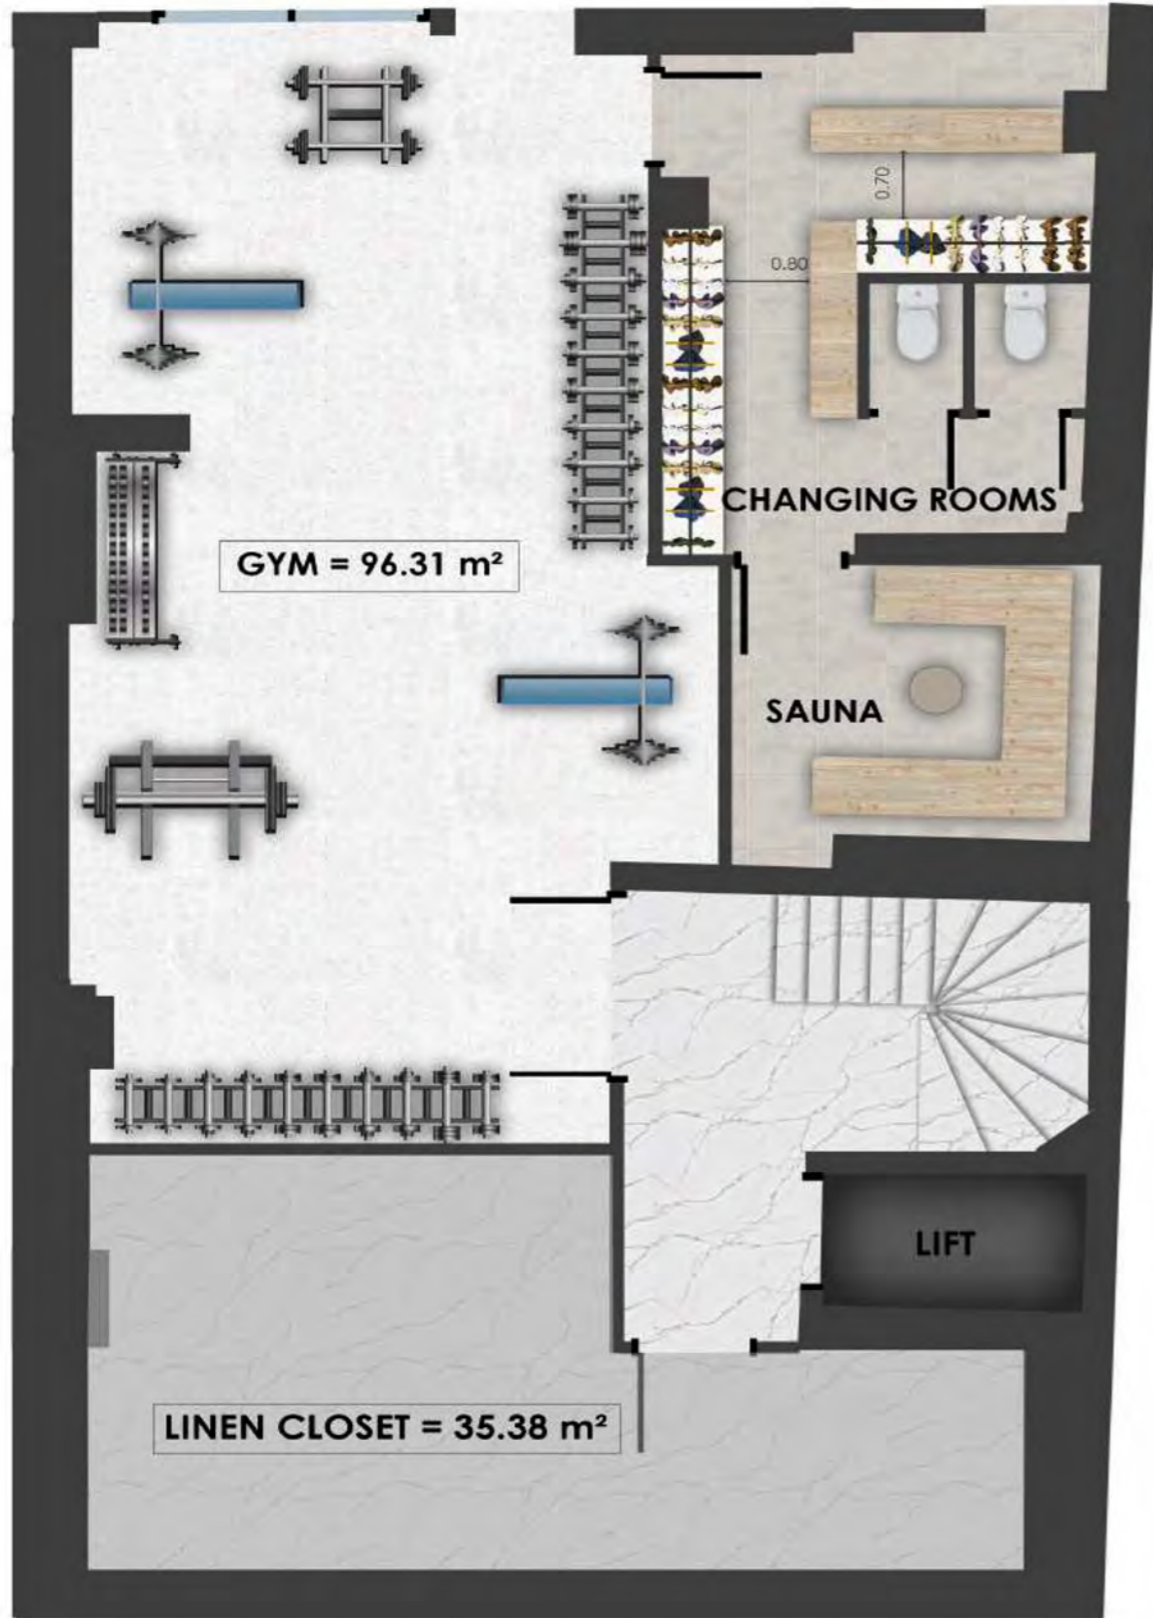 0.70
0.80
CHANGING ROOMS
GYM = 96.31 m²
SAUNA
LIFT
LINEN CLOSET = 35.38 m²